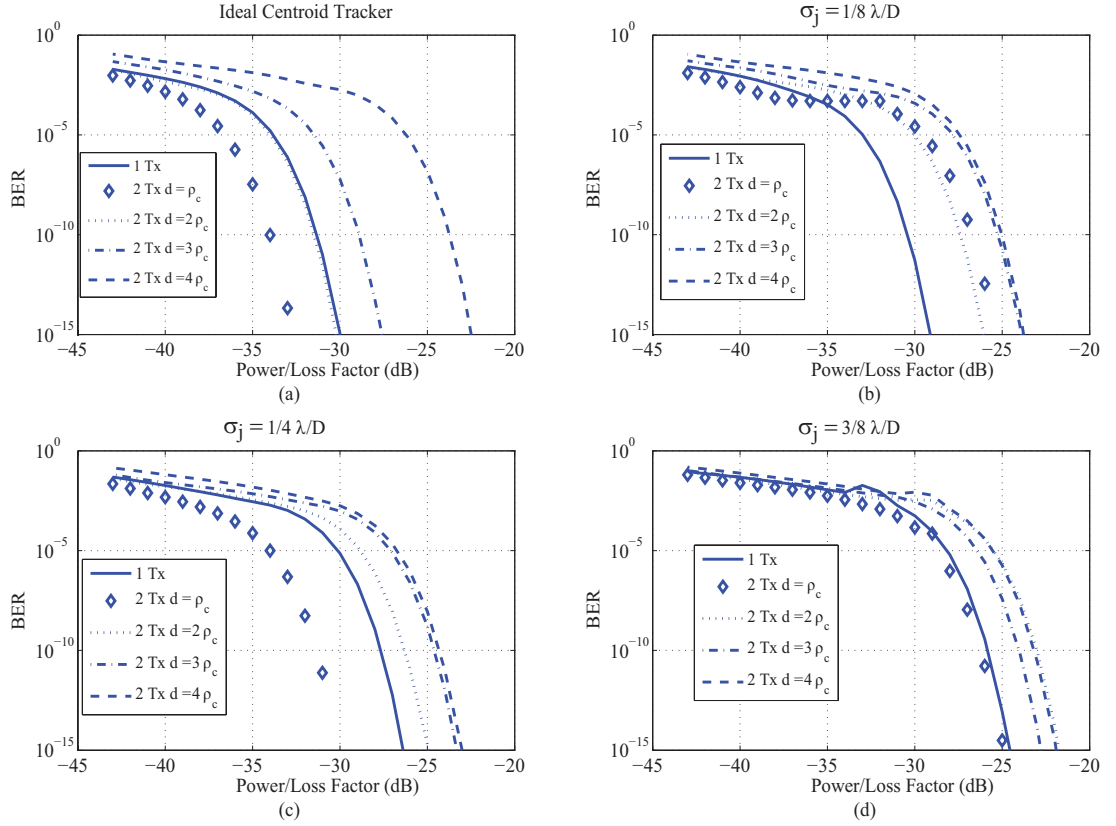 Ideal Centroid Tracker
10^0
10^−5
10^−10
10^−15
BER
1 Tx
2 Tx d = ρ_c
2 Tx d =2 ρ_c
2 Tx d =3 ρ_c
2 Tx d =4 ρ_c
−45 −40 −35 −30 −25 −20
Power/Loss Factor (dB)
(a)
σ_j = 1/8 λ/D
10^0
10^−5
10^−10
10^−15
BER
1 Tx
2 Tx d = ρ_c
2 Tx d =2 ρ_c
2 Tx d =3 ρ_c
2 Tx d =4 ρ_c
−45 −40 −35 −30 −25 −20
Power/Loss Factor (dB)
(b)
σ_j = 1/4 λ/D
10^0
10^−5
10^−10
10^−15
BER
1 Tx
2 Tx d = ρ_c
2 Tx d =2 ρ_c
2 Tx d =3 ρ_c
2 Tx d =4 ρ_c
−45 −40 −35 −30 −25 −20
Power/Loss Factor (dB)
(c)
σ_j = 3/8 λ/D
10^0
10^−5
10^−10
10^−15
BER
1 Tx
2 Tx d = ρ_c
2 Tx d =2 ρ_c
2 Tx d =3 ρ_c
2 Tx d =4 ρ_c
−45 −40 −35 −30 −25 −20
Power/Loss Factor (dB)
(d)